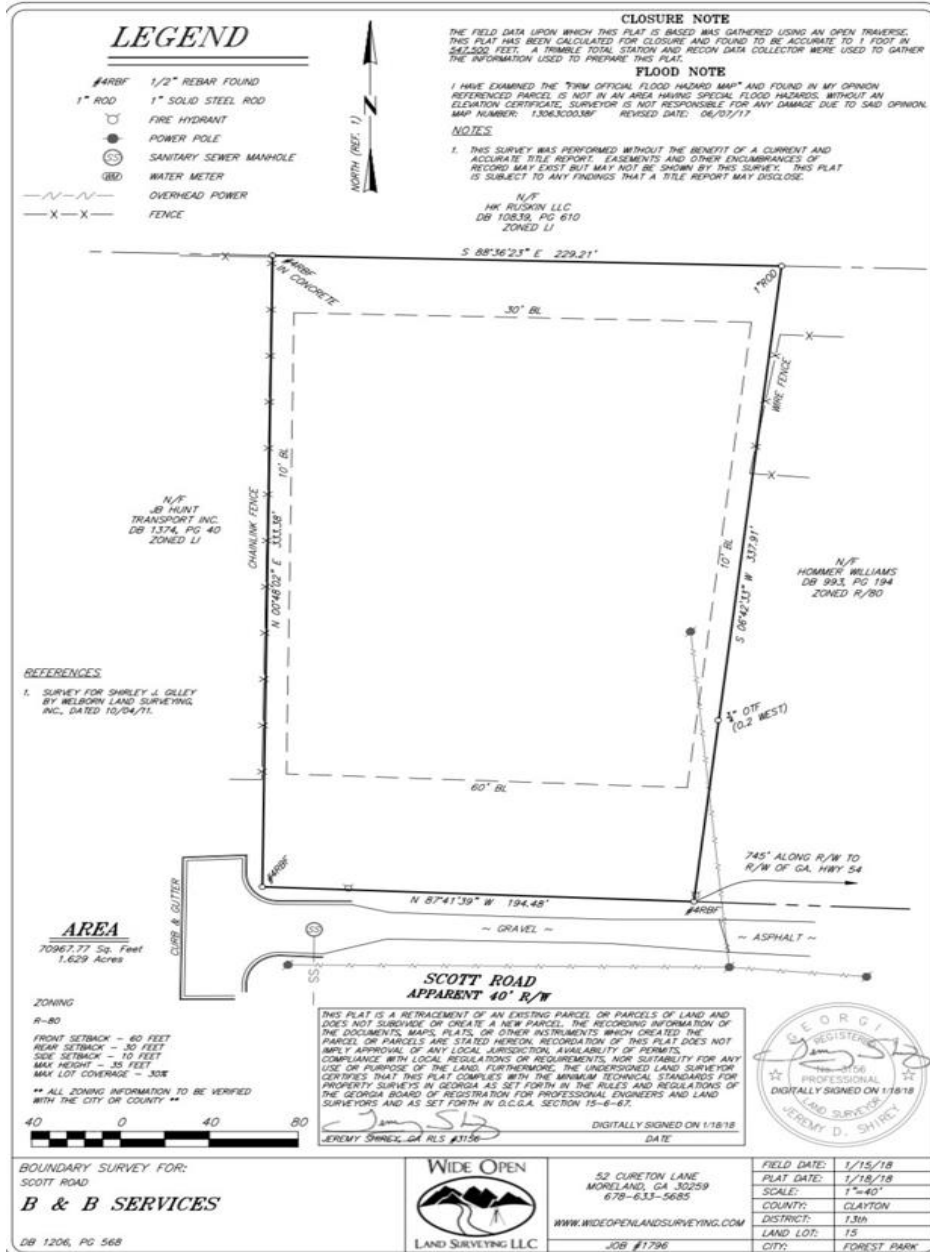 LEGEND
#4RBF 1/2" REBAR FOUND
1" ROD 1" SOLID STEEL ROD
FIRE HYDRANT
POWER POLE
SS SANITARY SEWER MANHOLE
WM WATER METER
OVERHEAD POWER
X X FENCE
NORTH (REF. 1)
N
CLOSURE NOTE
THE FIELD DATA UPON WHICH THIS PLAT IS BASED WAS GATHERED USING AN OPEN TRAVERSE.
THIS PLAT HAS BEEN CALCULATED FOR CLOSURE AND FOUND TO BE ACCURATE TO 1 FOOT IN
547,500 FEET. A TRIMBLE TOTAL STATION AND RECON DATA COLLECTOR WERE USED TO GATHER
THE INFORMATION USED TO PREPARE THIS PLAT.
FLOOD NOTE
I HAVE EXAMINED THE "FIRM OFFICIAL FLOOD HAZARD MAP" AND FOUND IN MY OPINION
REFERENCED PARCEL IS NOT IN AN AREA HAVING SPECIAL FLOOD HAZARDS. WITHOUT AN
ELEVATION CERTIFICATE, SURVEYOR IS NOT RESPONSIBLE FOR ANY DAMAGE DUE TO SAID OPINION.
MAP NUMBER: 13063C0038F REVISED DATE: 06/07/17
NOTES
1. THIS SURVEY WAS PERFORMED WITHOUT THE BENEFIT OF A CURRENT AND
ACCURATE TITLE REPORT. EASEMENTS AND OTHER ENCUMBRANCES OF
RECORD MAY EXIST BUT MAY NOT BE SHOWN BY THIS SURVEY. THIS PLAT
IS SUBJECT TO ANY FINDINGS THAT A TITLE REPORT MAY DISCLOSE.
N/F
HK RUSKIN LLC
DB 10839, PG 610
ZONED LI
S 88°36'23" E 229.21'
#4RBF
IN CONCRETE
1"ROD
30' BL
WIRE FENCE
10' BL
CHAINLINK FENCE
N 00°48'02" E 333.38'
N/F
JB HUNT
TRANSPORT INC.
DB 1374, PG 40
ZONED LI
10' BL
S 06°42'33" W 337.91'
N/F
HOMMER WILLIAMS
DB 993, PG 194
ZONED R/80
REFERENCES
1. SURVEY FOR SHIRLEY J. GILLEY
BY WELBORN LAND SURVEYING,
INC., DATED 10/04/11.
OTF
(0.2 WEST)
60' BL
745' ALONG R/W TO
R/W OF GA. HWY 54
#4RBF
N 87°41'39" W 194.48'
#4RBF
CURB & GUTTER
~ GRAVEL ~
~ ASPHALT ~
SS
SS
AREA
70967.77 Sq. Feet
1.629 Acres
SCOTT ROAD
APPARENT 40' R/W
ZONING
R-80
FRONT SETBACK - 60 FEET
REAR SETBACK - 30 FEET
SIDE SETBACK - 10 FEET
MAX HEIGHT - 35 FEET
MAX LOT COVERAGE - 30%
** ALL ZONING INFORMATION TO BE VERIFIED
WITH THE CITY OR COUNTY **
40 0 40 80
THIS PLAT IS A RETRACEMENT OF AN EXISTING PARCEL OR PARCELS OF LAND AND
DOES NOT SUBDIVIDE OR CREATE A NEW PARCEL. THE RECORDING INFORMATION OF
THE DOCUMENTS, MAPS, PLATS, OR OTHER INSTRUMENTS WHICH CREATED THE
PARCEL OR PARCELS ARE STATED HEREON. RECORDATION OF THIS PLAT DOES NOT
IMPLY APPROVAL OF ANY LOCAL JURISDICTION, AVAILABILITY OF PERMITS,
COMPLIANCE WITH LOCAL REGULATIONS OR REQUIREMENTS, NOR SUITABILITY FOR ANY
USE OR PURPOSE OF THE LAND. FURTHERMORE, THE UNDERSIGNED LAND SURVEYOR
CERTIFIES THAT THIS PLAT COMPLIES WITH THE MINIMUM TECHNICAL STANDARDS FOR
PROPERTY SURVEYS IN GEORGIA AS SET FORTH IN THE RULES AND REGULATIONS OF
THE GEORGIA BOARD OF REGISTRATION FOR PROFESSIONAL ENGINEERS AND LAND
SURVEYORS AND AS SET FORTH IN O.C.G.A. SECTION 15-6-67.
DIGITALLY SIGNED ON 1/18/18
JEREMY SHIREY, GA RLS #3156 DATE
GEORGIA
REGISTERED
No. 3156
PROFESSIONAL
DIGITALLY SIGNED ON 1/18/18
LAND SURVEYOR
JEREMY D. SHIREY
BOUNDARY SURVEY FOR:
SCOTT ROAD
B & B SERVICES
DB 1206, PG 568
WIDE OPEN
LAND SURVEYING LLC
52 CURETON LANE
MORELAND, GA 30259
678-633-5685
WWW.WIDEOPENLANDSURVEYING.COM
JOB #1796
FIELD DATE: 1/15/18
PLAT DATE: 1/18/18
SCALE: 1"=40'
COUNTY: CLAYTON
DISTRICT: 13th
LAND LOT: 15
CITY: FOREST PARK